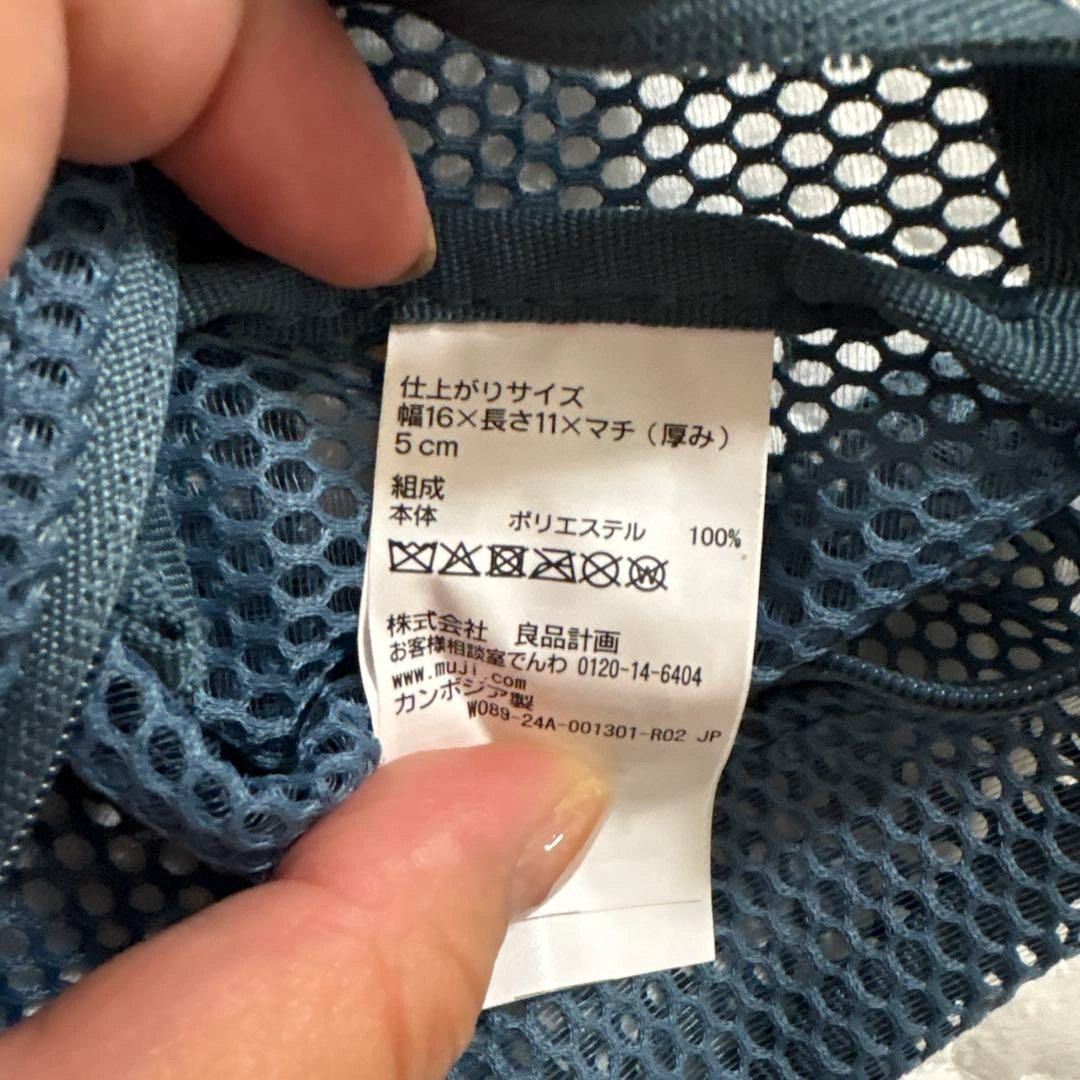 仕上がりサイズ
幅16×長さ11×マチ（厚み）
5cm
組成
本体 ポリエステル 100%
株式会社 良品計画
お客様相談室でんわ 0120-14-6404
www.muji.com
カンボジア製
W089-24A-001301-R02 JP